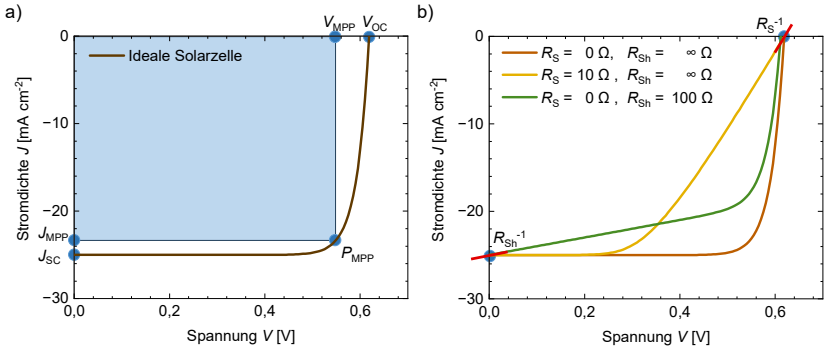 a)
V_MPP V_OC
0
Ideale Solarzelle
−10
−20
−30
J_MPP
J_SC
P_MPP
Stromdichte J [mA cm⁻²]
0,0 0,2 0,4 0,6
Spannung V [V]
b)
R_S⁻¹
0
R_S = 0 Ω, R_Sh = ∞ Ω
R_S = 10 Ω, R_Sh = ∞ Ω
R_S = 0 Ω , R_Sh = 100 Ω
−10
−20
−30
R_Sh⁻¹
Stromdichte J [mA cm⁻²]
0,0 0,2 0,4 0,6
Spannung V [V]